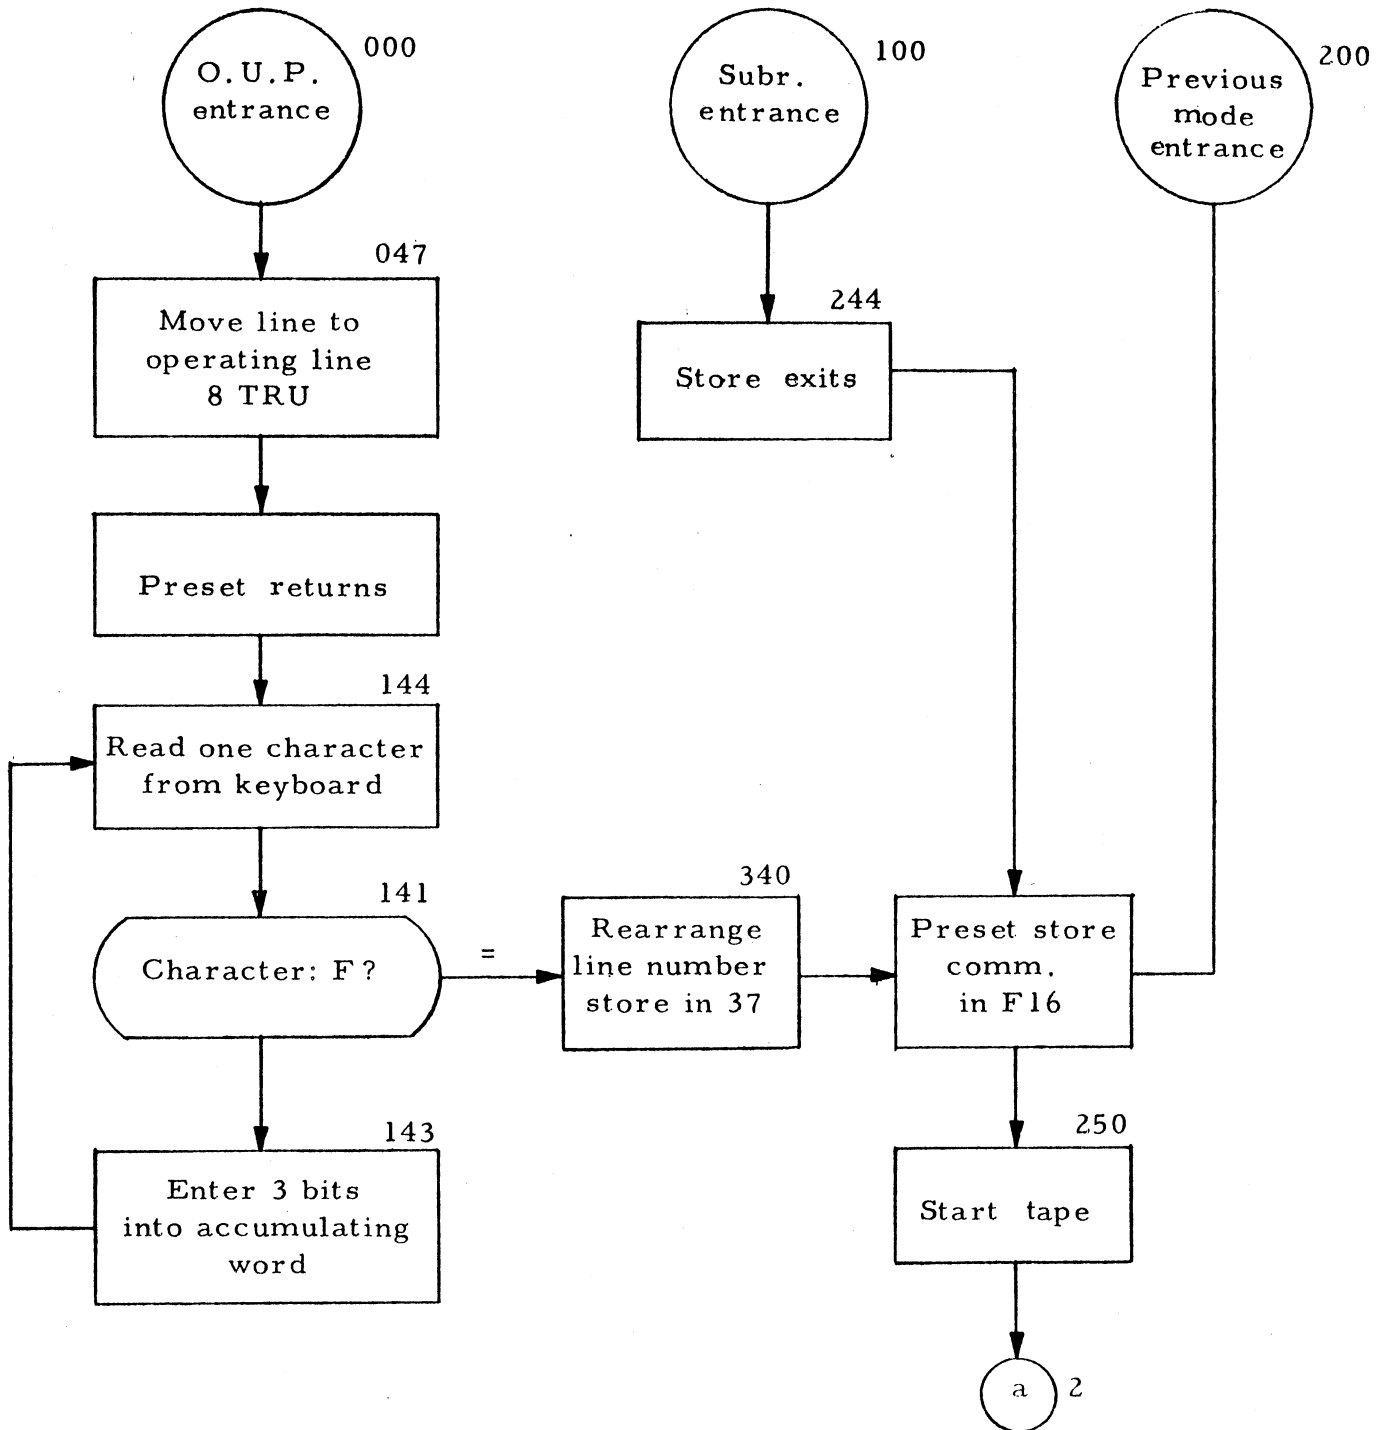 O.U.P.
entrance
000
Subr.
entrance
100
Previous
mode
entrance
200
047
Move line to
operating line
8 TRU
244
Store exits
Preset returns
144
Read one character
from keyboard
141
Character: F?
=
340
Rearrange
line number
store in 37
Preset store
comm.
in F16
143
Enter 3 bits
into accumulating
word
250
Start tape
a
2